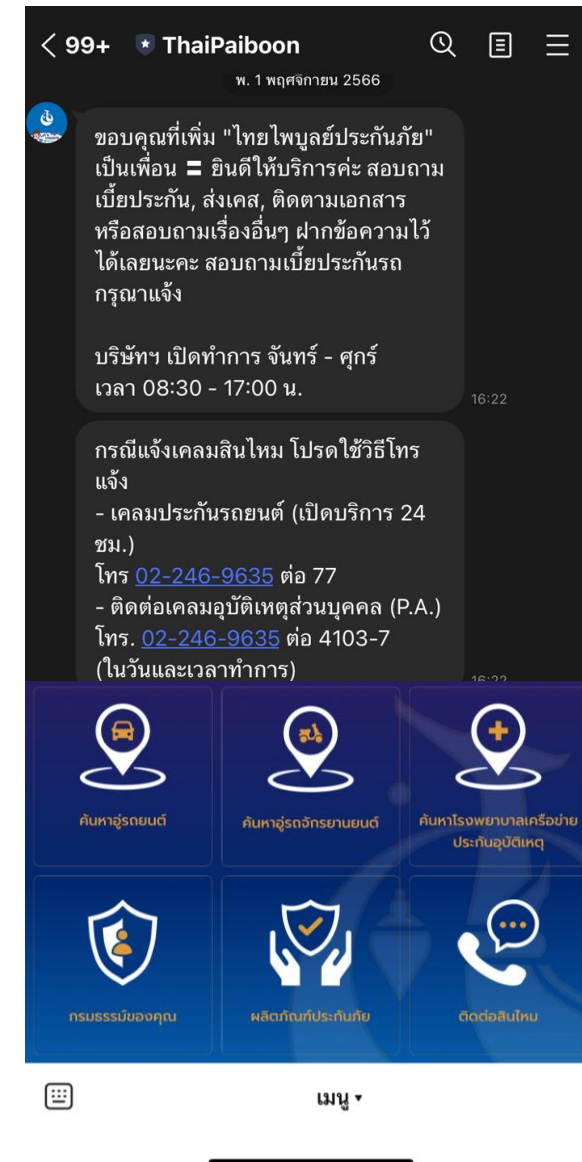 99+ ThaiPaiboon
พ. 1 พฤศจิกายน 2566
ขอบคุณที่เพิ่ม "ไทยไพบูลย์ประกันภัย"
เป็นเพื่อน 〓 ยินดีให้บริการค่ะ สอบถาม
เบี้ยประกัน, ส่งเคส, ติดตามเอกสาร
หรือสอบถามเรื่องอื่นๆ ฝากข้อความไว้
ได้เลยนะคะ สอบถามเบี้ยประกันรถ
กรุณาแจ้ง
บริษัทฯ เปิดทำการ จันทร์ - ศุกร์
เวลา 08:30 - 17:00 น.
16:22
กรณีแจ้งเคลมสินไหม โปรดใช้วิธีโทร
แจ้ง
- เคลมประกันรถยนต์ (เปิดบริการ 24
ชม.)
โทร 02-246-9635 ต่อ 77
- ติดต่อเคลมอุบัติเหตุส่วนบุคคล (P.A.)
โทร. 02-246-9635 ต่อ 4103-7
(ในวันและเวลาทำการ)
16:22
ค้นหาอู่รถยนต์
ค้นหาอู่รถจักรยานยนต์
ค้นหาโรงพยาบาลเครือข่าย
ประกันอุบัติเหตุ
กรมธรรม์ของคุณ
ผลิตภัณฑ์ประกันภัย
ติดต่อสินไหม
เมนู